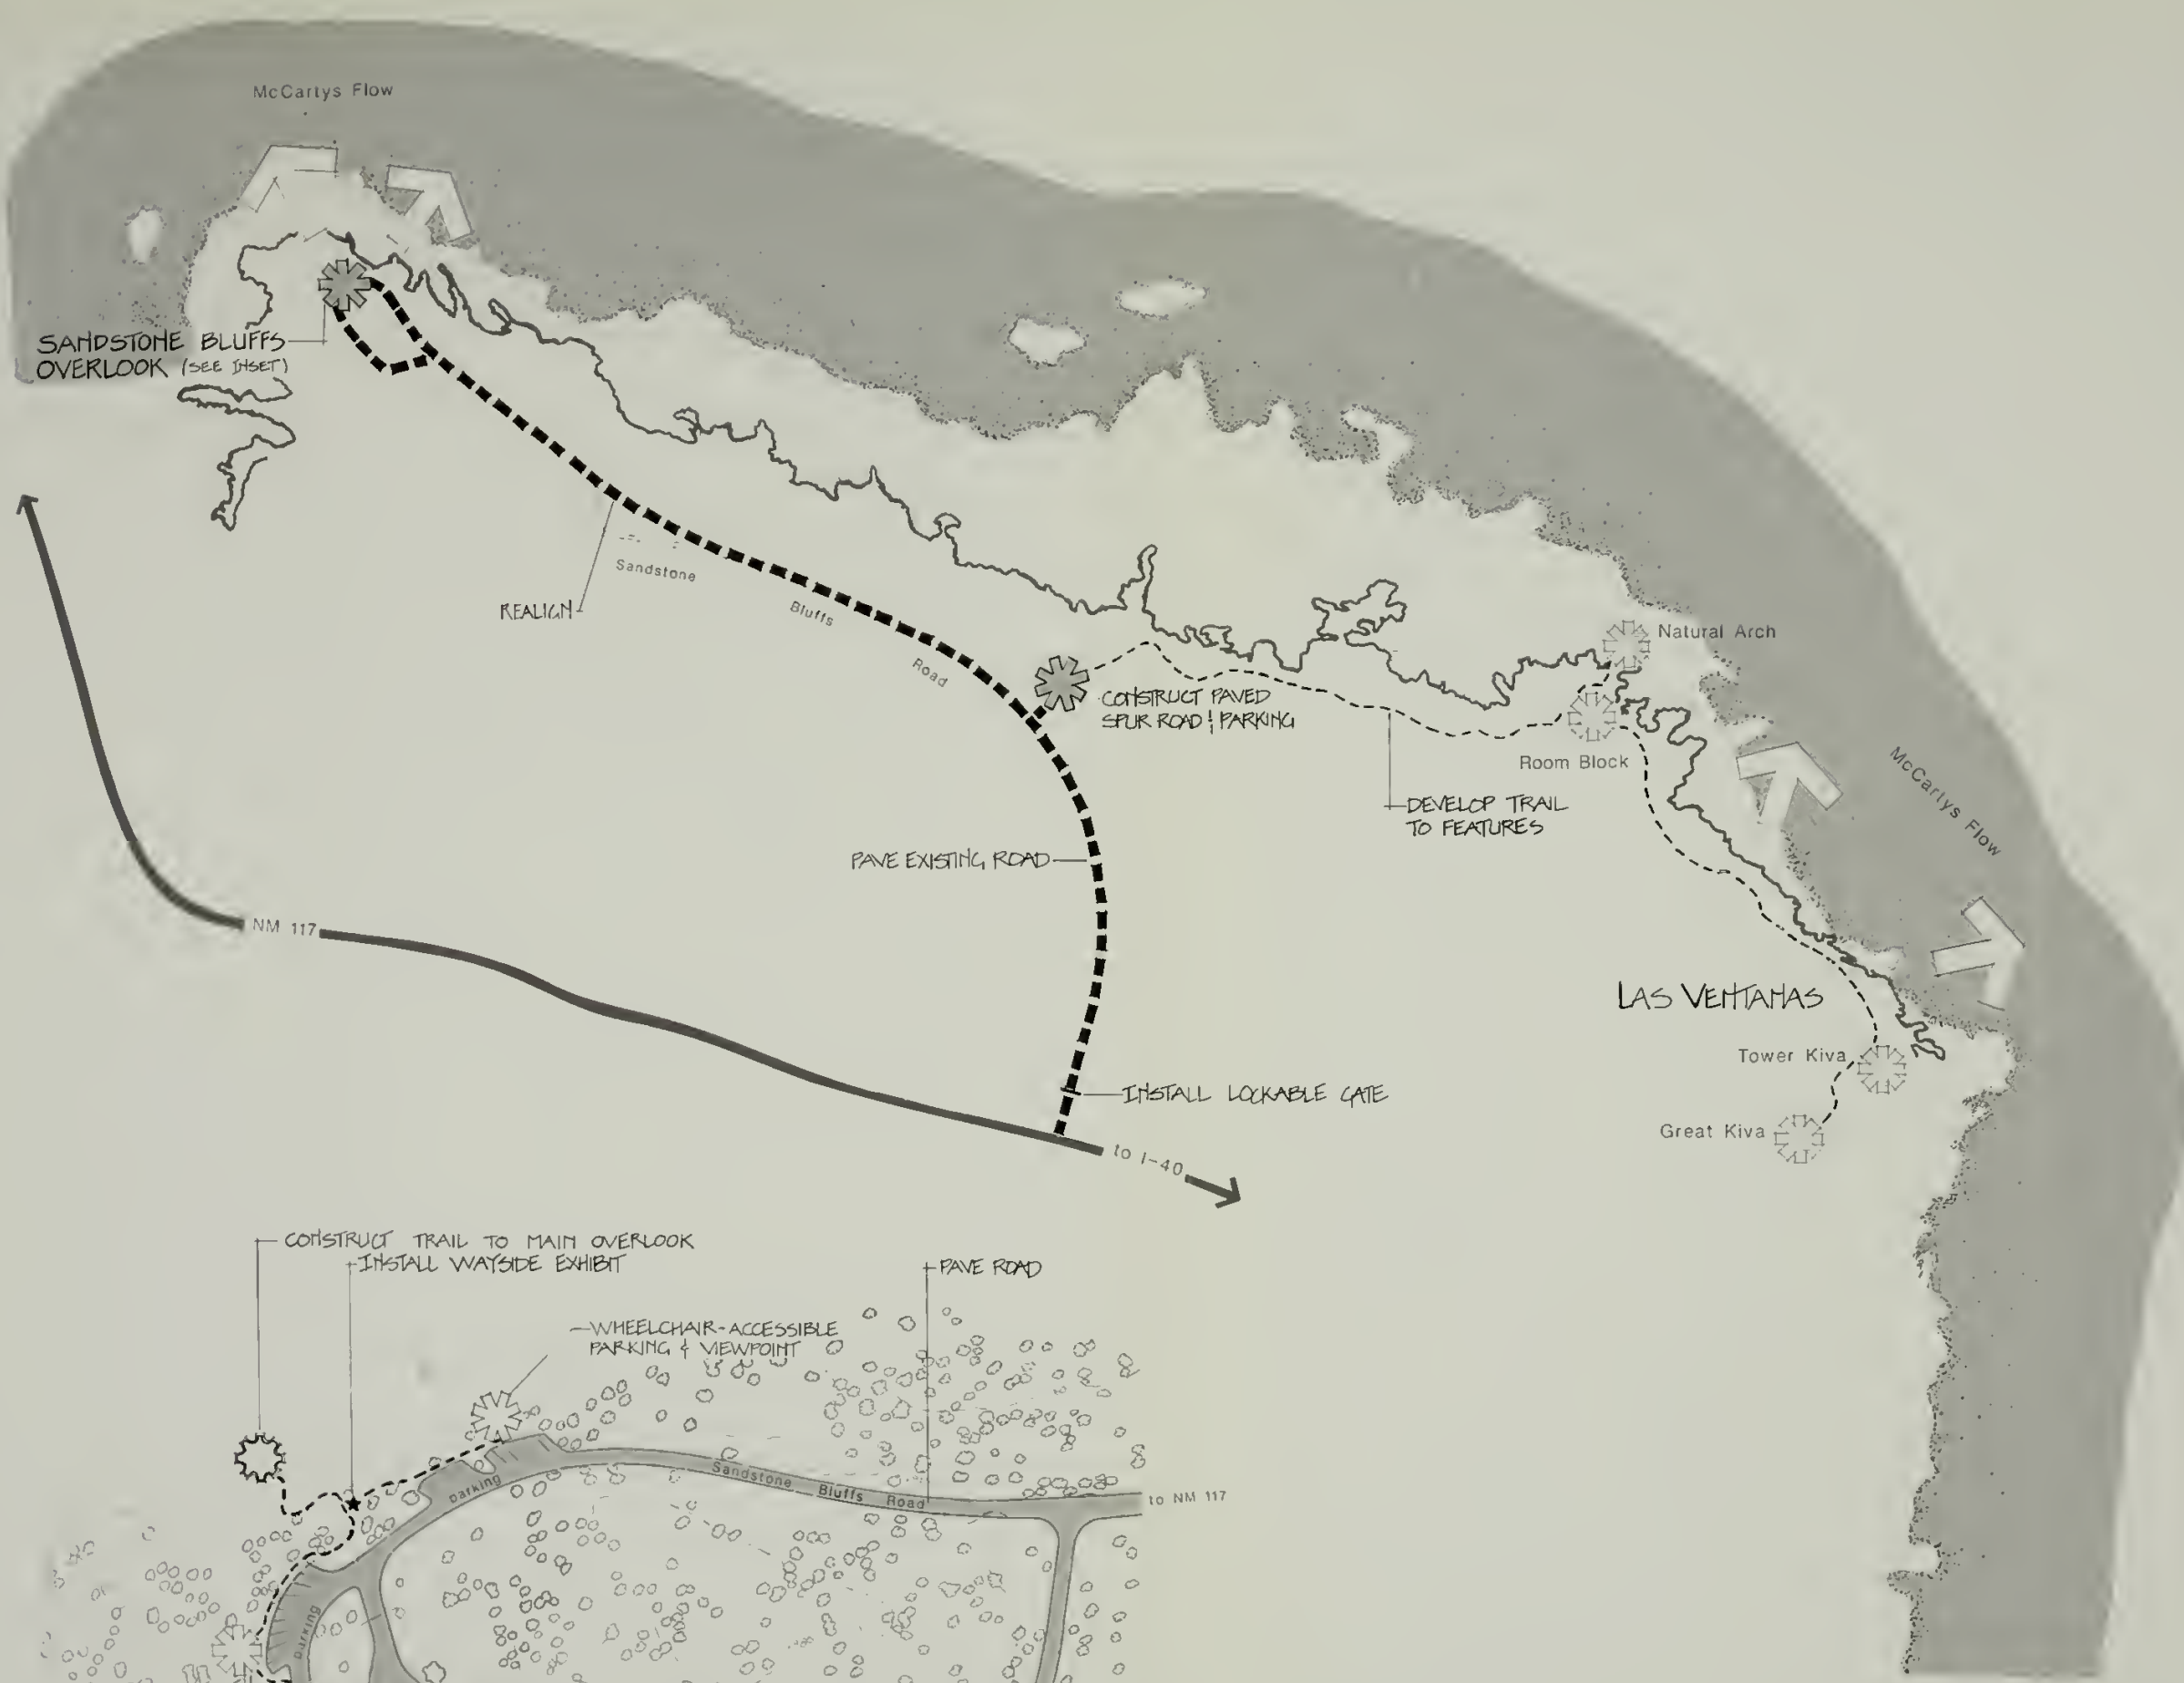 McCartys Flow
SANDSTONE BLUFFS
OVERLOOK (SEE INSET)
REALIGN
Sandstone
Bluffs
Road
Natural Arch
CONSTRUCT PAVED
SPUR ROAD & PARKING
Room Block
McCartys Flow
DEVELOP TRAIL
TO FEATURES
PAVE EXISTING ROAD
NM 117
LAS VENTANAS
Tower Kiva
INSTALL LOCKABLE GATE
Great Kiva
to I-40
CONSTRUCT TRAIL TO MAIN OVERLOOK
INSTALL WAYSIDE EXHIBIT
PAVE ROAD
WHEELCHAIR-ACCESSIBLE
PARKING & VIEWPOINT
Sandstone Bluffs Road
parking
to NM 117
parking